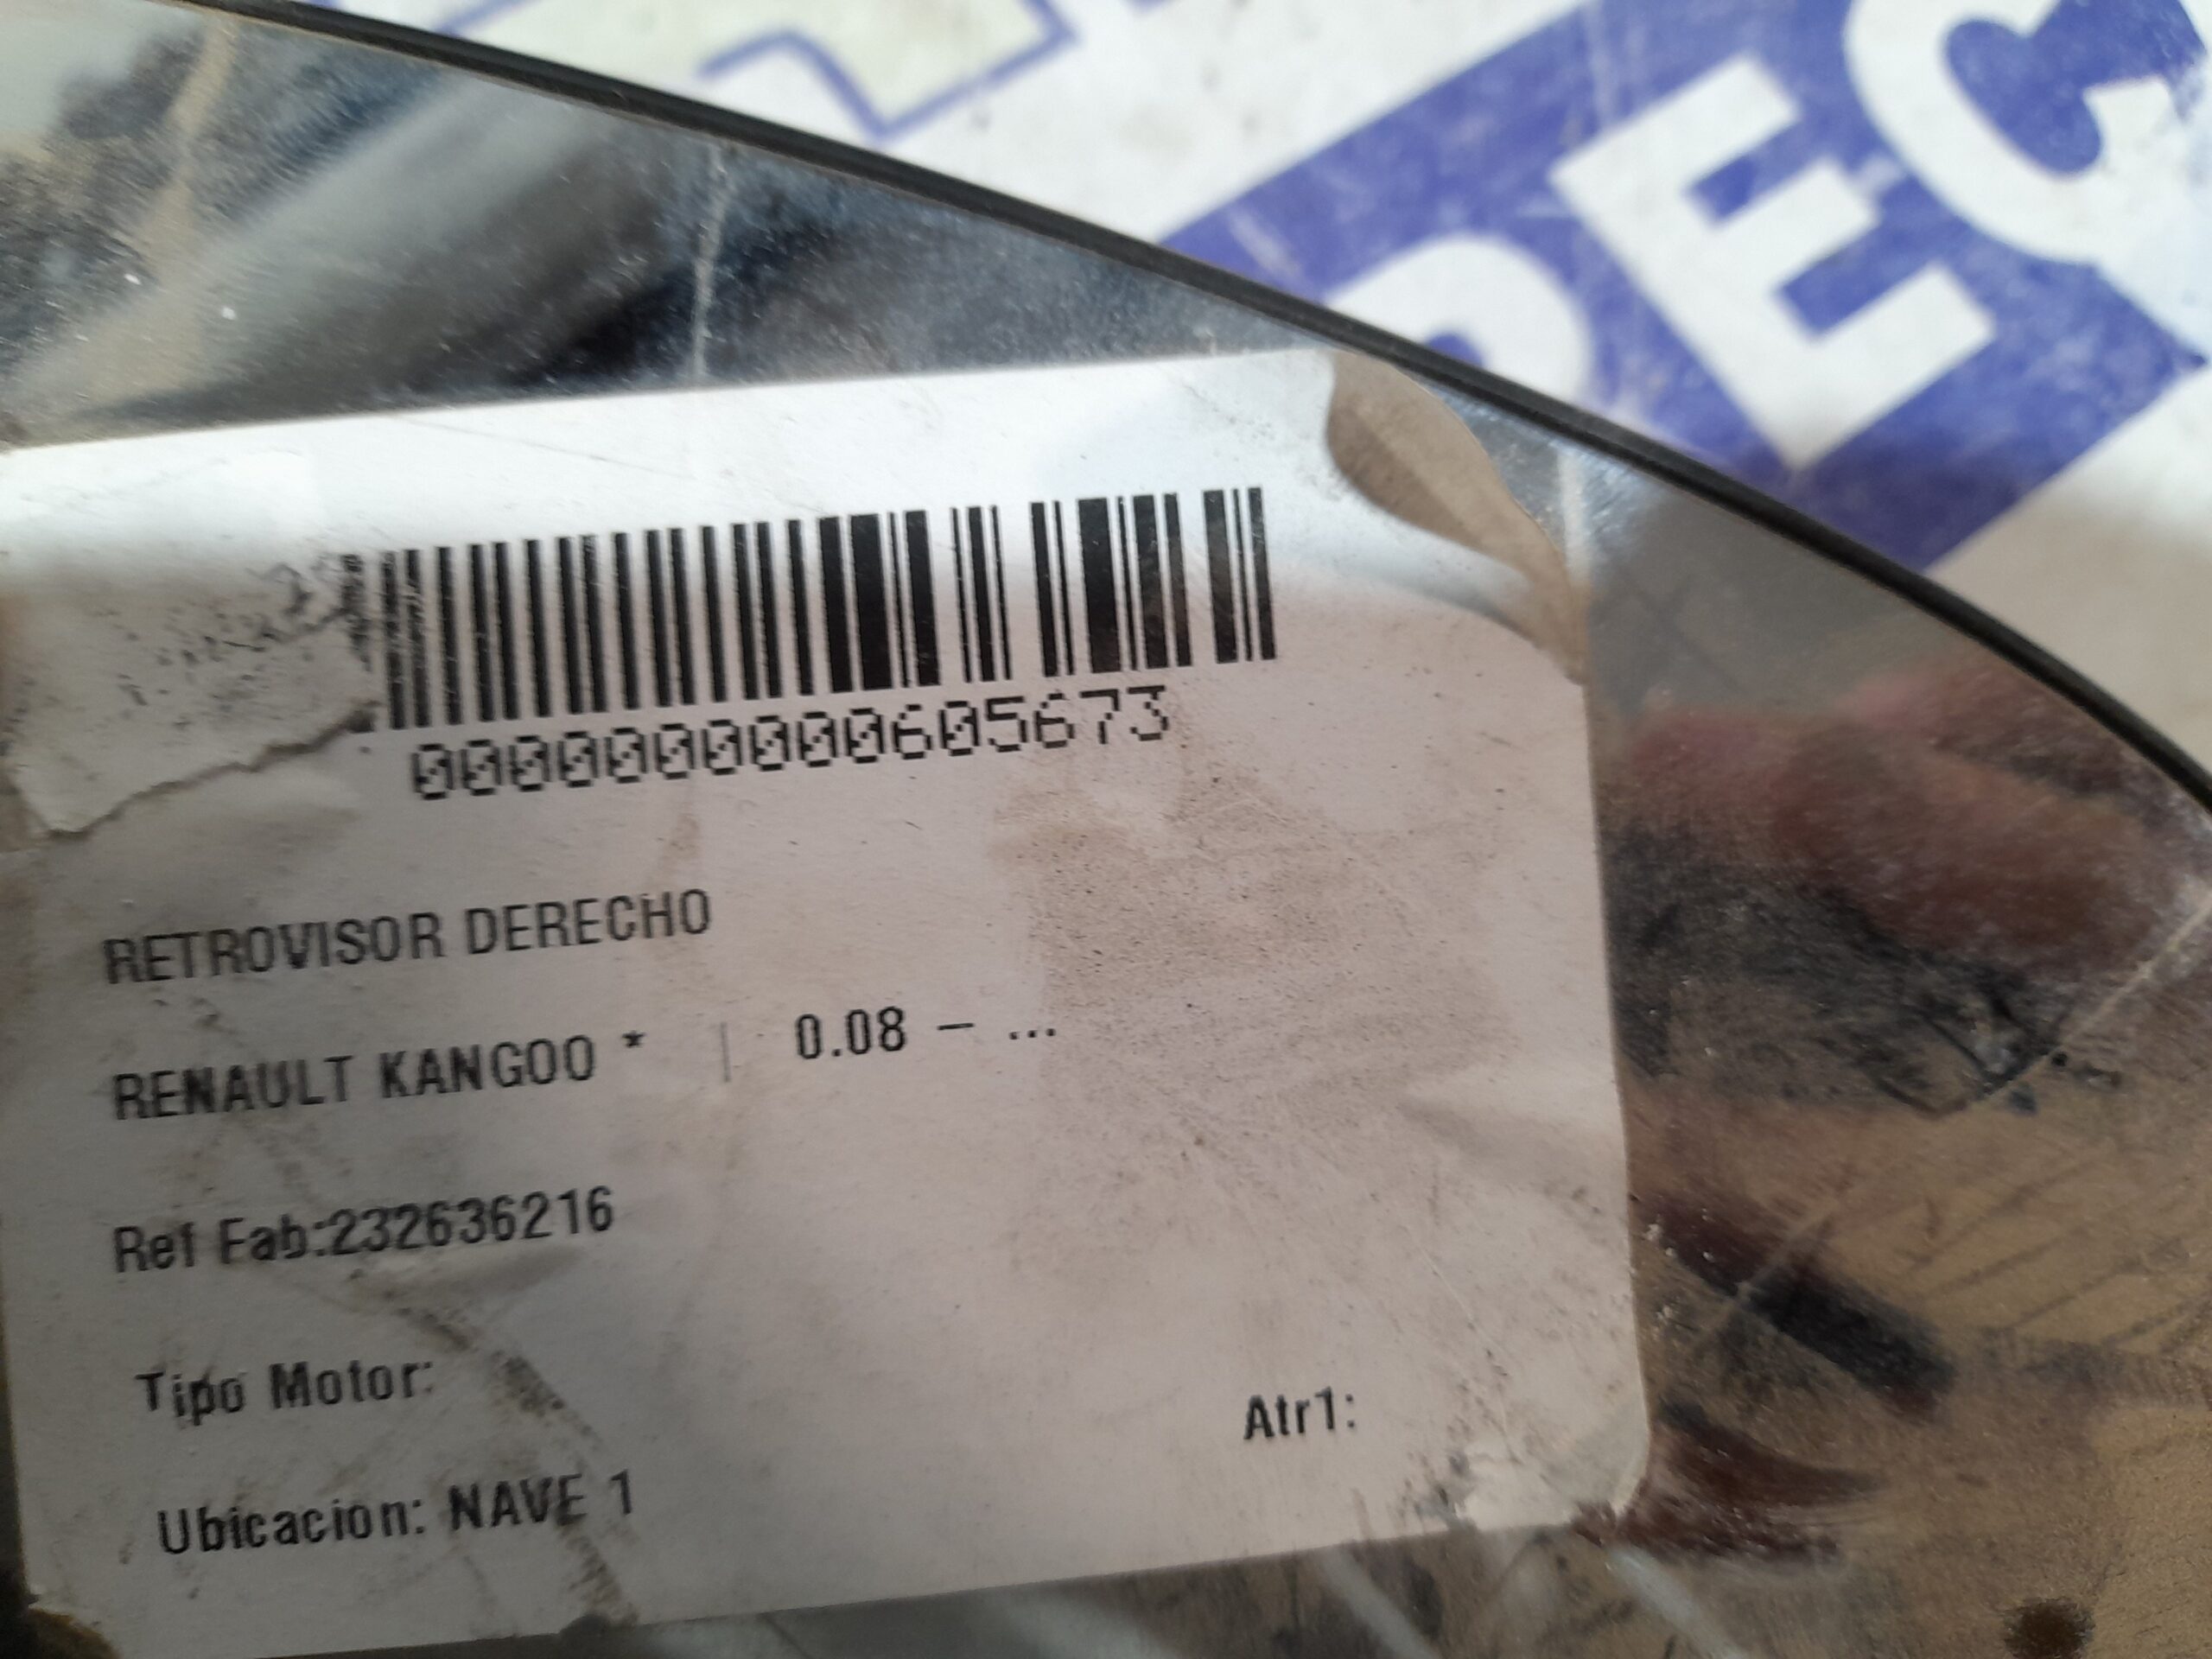 0000000000605673
RETROVISOR DERECHO
RENAULT KANGOO * | 0.08 - ...
Ref Fab:232636216
Tipo Motor:
Atr1:
Ubicacion: NAVE 1